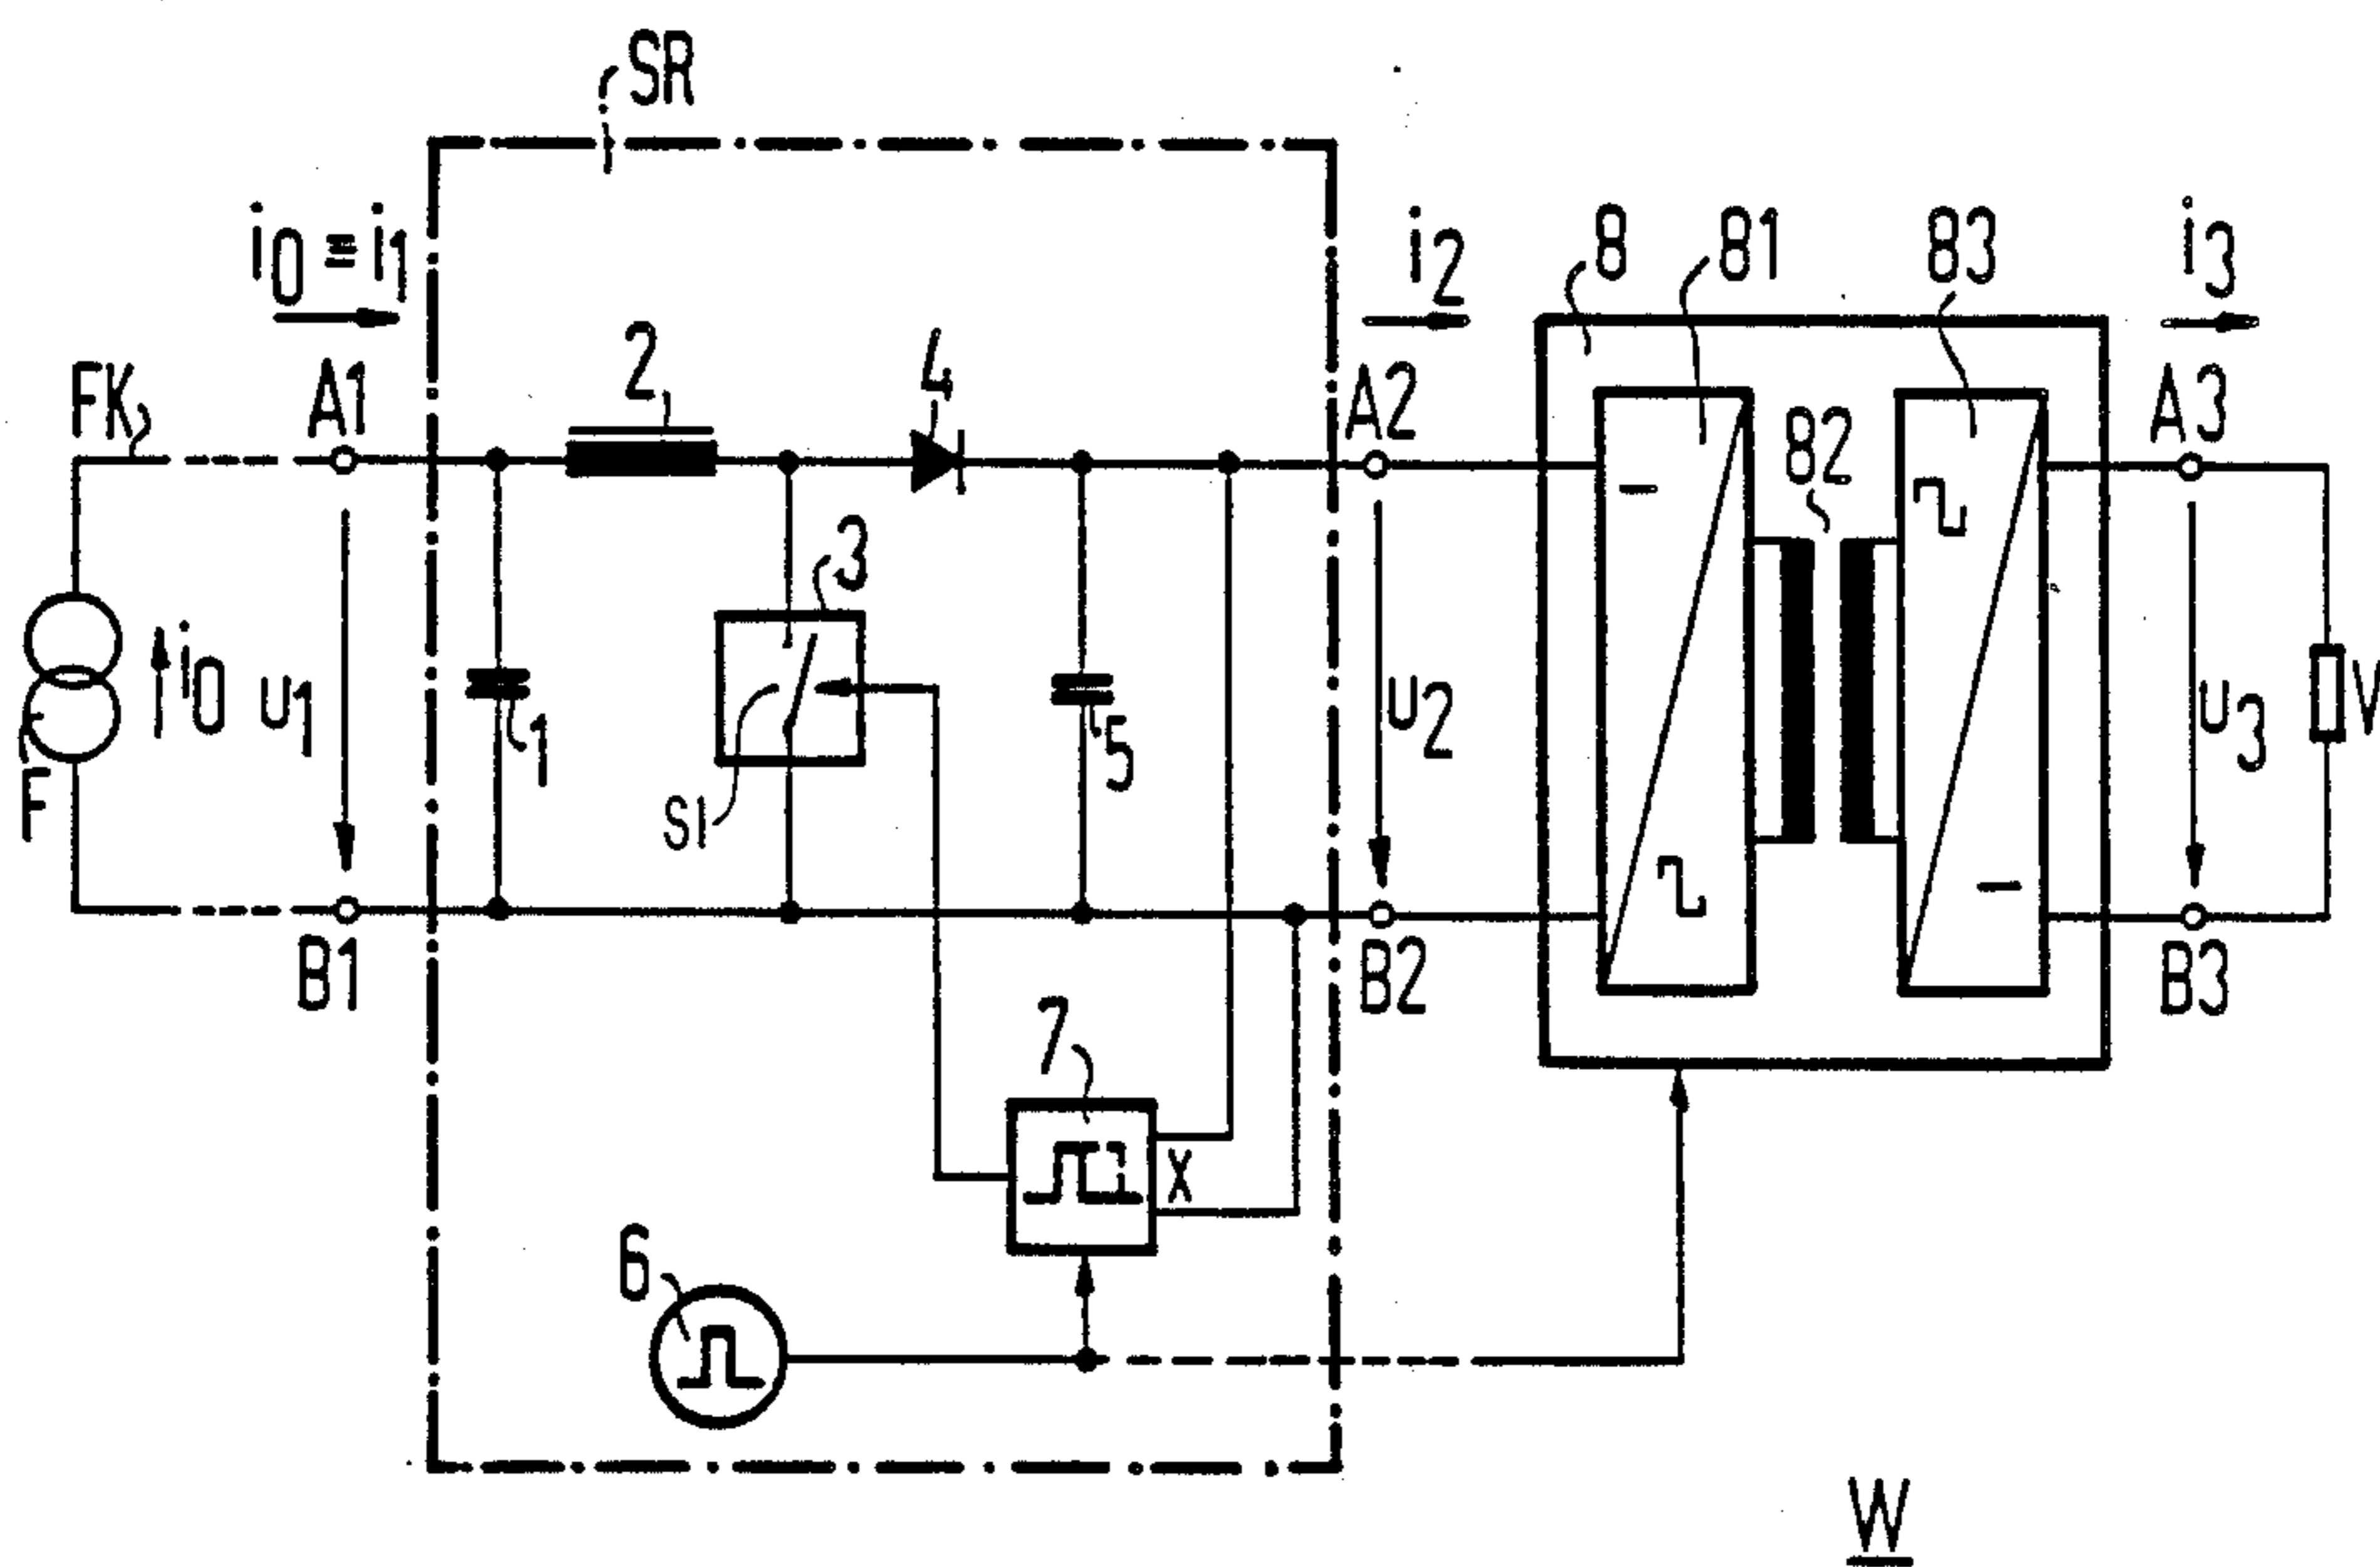 SR
i0 = i1
i2
8
81
83
i3
FK
A1
2
4
A2
82
A3
3
F
i0
u1
1
S1
5
u2
u3
V
B1
B2
B3
7
X
6
W